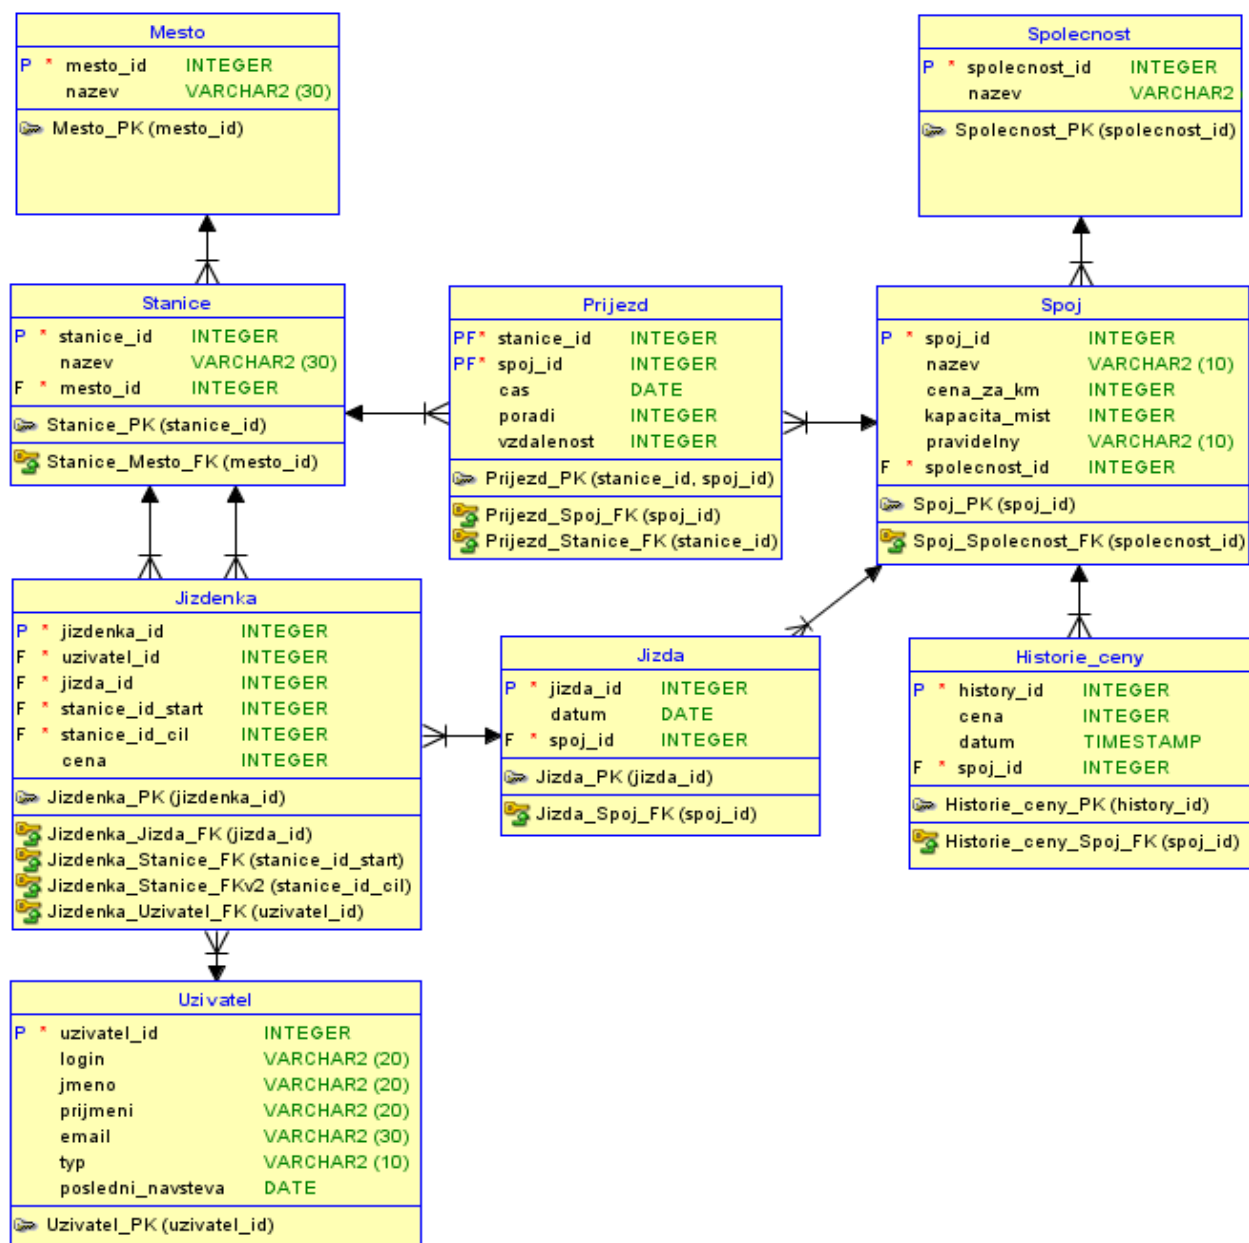 Mesto
P * mesto_id INTEGER
nazev VARCHAR2 (30)
Mesto_PK (mesto_id)
Spolecnost
P * spolecnost_id INTEGER
nazev VARCHAR2
Spolecnost_PK (spolecnost_id)
Stanice
P * stanice_id INTEGER
nazev VARCHAR2 (30)
F * mesto_id INTEGER
Stanice_PK (stanice_id)
Stanice_Mesto_FK (mesto_id)
Prijezd
PF* stanice_id INTEGER
PF* spoj_id INTEGER
cas DATE
poradi INTEGER
vzdalenost INTEGER
Prijezd_PK (stanice_id, spoj_id)
Prijezd_Spoj_FK (spoj_id)
Prijezd_Stanice_FK (stanice_id)
Spoj
P * spoj_id INTEGER
nazev VARCHAR2 (10)
cena_za_km INTEGER
kapacita_mist INTEGER
pravidelny VARCHAR2 (10)
F * spolecnost_id INTEGER
Spoj_PK (spoj_id)
Spoj_Spolecnost_FK (spolecnost_id)
Jizdenka
P * jizdenka_id INTEGER
F * uzivatel_id INTEGER
F * jizda_id INTEGER
F * stanice_id_start INTEGER
F * stanice_id_cil INTEGER
cena INTEGER
Jizdenka_PK (jizdenka_id)
Jizdenka_Jizda_FK (jizda_id)
Jizdenka_Stanice_FK (stanice_id_start)
Jizdenka_Stanice_FKv2 (stanice_id_cil)
Jizdenka_Uzivatel_FK (uzivatel_id)
Jizda
P * jizda_id INTEGER
datum DATE
F * spoj_id INTEGER
Jizda_PK (jizda_id)
Jizda_Spoj_FK (spoj_id)
Historie_ceny
P * history_id INTEGER
cena INTEGER
datum TIMESTAMP
F * spoj_id INTEGER
Historie_ceny_PK (history_id)
Historie_ceny_Spoj_FK (spoj_id)
Uzivatel
P * uzivatel_id INTEGER
login VARCHAR2 (20)
jmeno VARCHAR2 (20)
prijmeni VARCHAR2 (20)
email VARCHAR2 (30)
typ VARCHAR2 (10)
posledni_navsteva DATE
Uzivatel_PK (uzivatel_id)